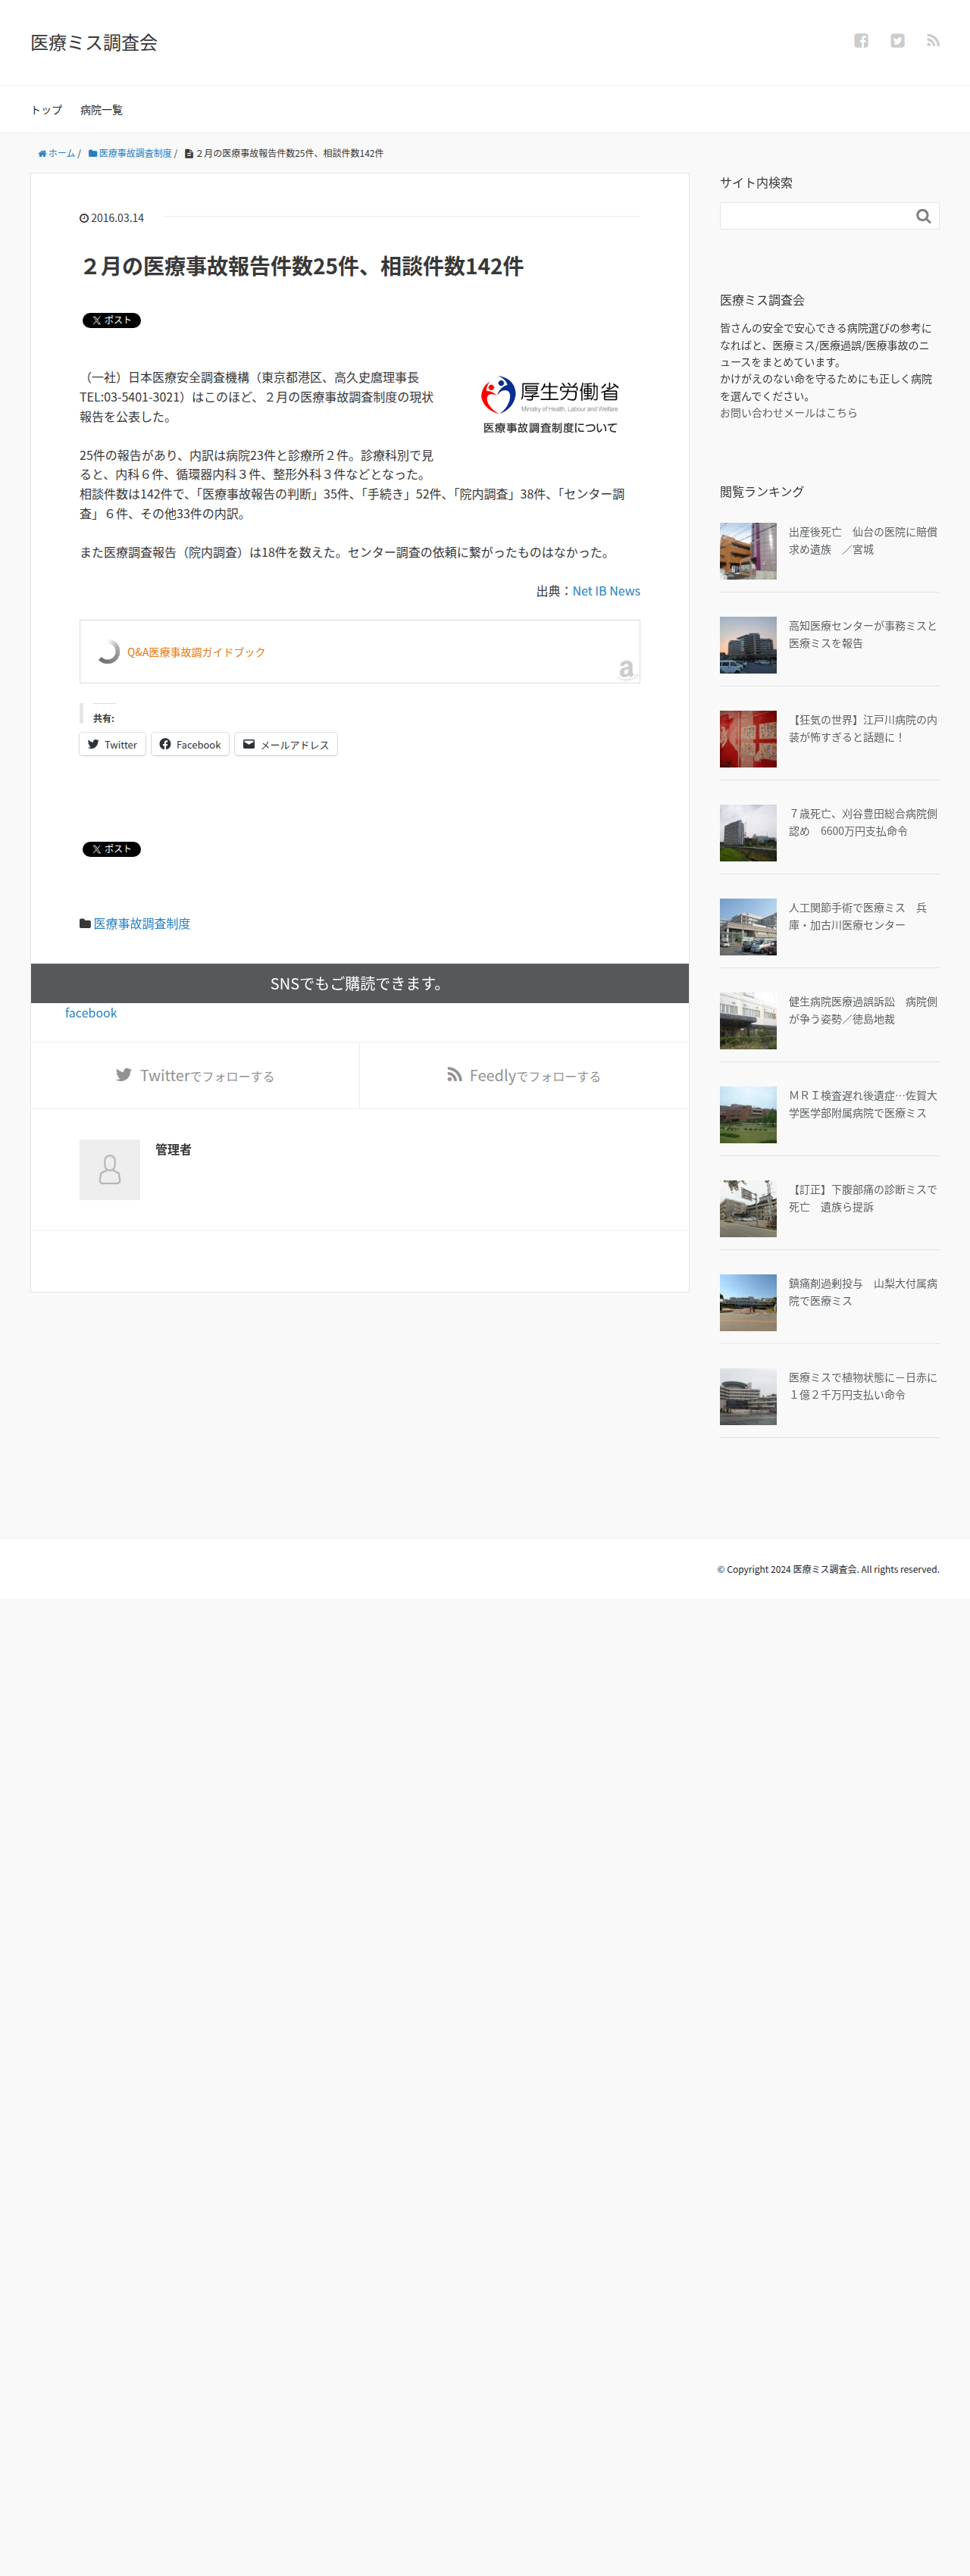 医療ミス調査会
トップ 病院一覧
ホーム / 医療事故調査制度 / ２月の医療事故報告件数25件、相談件数142件
2016.03.14
２月の医療事故報告件数25件、相談件数142件
ポスト
（一社）日本医療安全調査機構（東京都港区、高久史麿理事長
TEL:03-5401-3021）はこのほど、２月の医療事故調査制度の現状
報告を公表した。
厚生労働省
Ministry of Health, Labour and Welfare
医療事故調査制度について
25件の報告があり、内訳は病院23件と診療所２件。診療科別で見
ると、内科６件、循環器内科３件、整形外科３件などとなった。
相談件数は142件で、「医療事故報告の判断」35件、「手続き」52件、「院内調査」38件、「センター調
査」６件、その他33件の内訳。
また医療調査報告（院内調査）は18件を数えた。センター調査の依頼に繋がったものはなかった。
出典：Net IB News
Q&A医療事故調ガイドブック
a
共有:
Twitter Facebook メールアドレス
ポスト
医療事故調査制度
SNSでもご購読できます。
facebook
Twitterでフォローする Feedlyでフォローする
管理者
サイト内検索
医療ミス調査会
皆さんの安全で安心できる病院選びの参考に
なればと、医療ミス/医療過誤/医療事故のニ
ュースをまとめています。
かけがえのない命を守るためにも正しく病院
を選んでください。
お問い合わせメールはこちら
閲覧ランキング
出産後死亡　仙台の医院に賠償
求め遺族　／宮城
高知医療センターが事務ミスと
医療ミスを報告
【狂気の世界】江戸川病院の内
装が怖すぎると話題に！
７歳死亡、刈谷豊田総合病院側
認め　6600万円支払命令
人工関節手術で医療ミス　兵
庫・加古川医療センター
健生病院医療過誤訴訟　病院側
が争う姿勢／徳島地裁
ＭＲＩ検査遅れ後遺症…佐賀大
学医学部附属病院で医療ミス
【訂正】下腹部痛の診断ミスで
死亡　遺族ら提訴
鎮痛剤過剰投与　山梨大付属病
院で医療ミス
医療ミスで植物状態に－日赤に
１億２千万円支払い命令
© Copyright 2024 医療ミス調査会. All rights reserved.